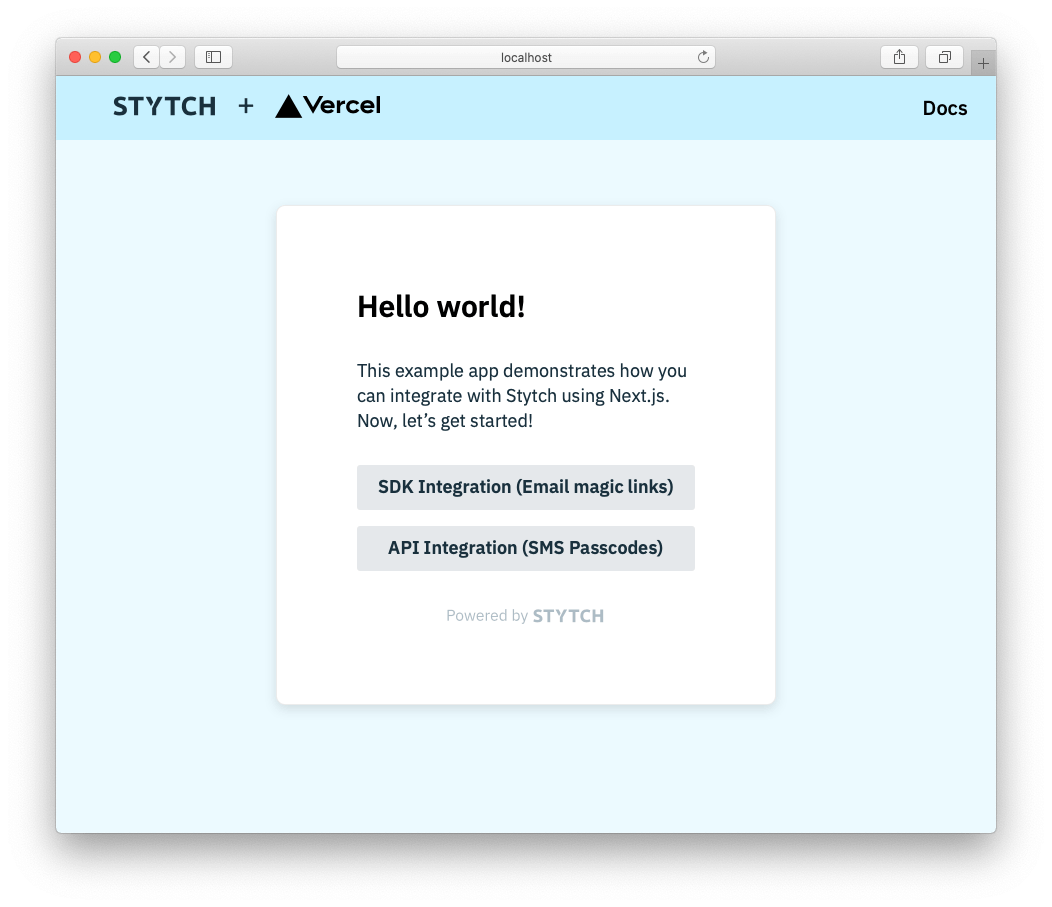 localhost
STYTCH + Vercel
Docs
Hello world!
This example app demonstrates how you
can integrate with Stytch using Next.js.
Now, let’s get started!
SDK Integration (Email magic links)
API Integration (SMS Passcodes)
Powered by STYTCH